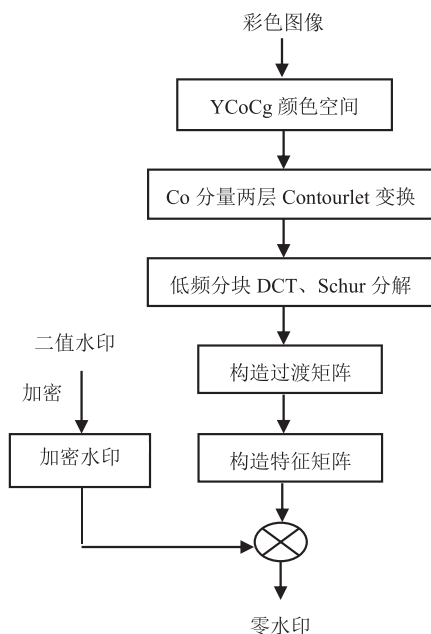 彩色图像
YCoCg 颜色空间
Co 分量两层 Contourlet 变换
低频分块 DCT、Schur 分解
二值水印
构造过渡矩阵
加密
加密水印
构造特征矩阵
零水印